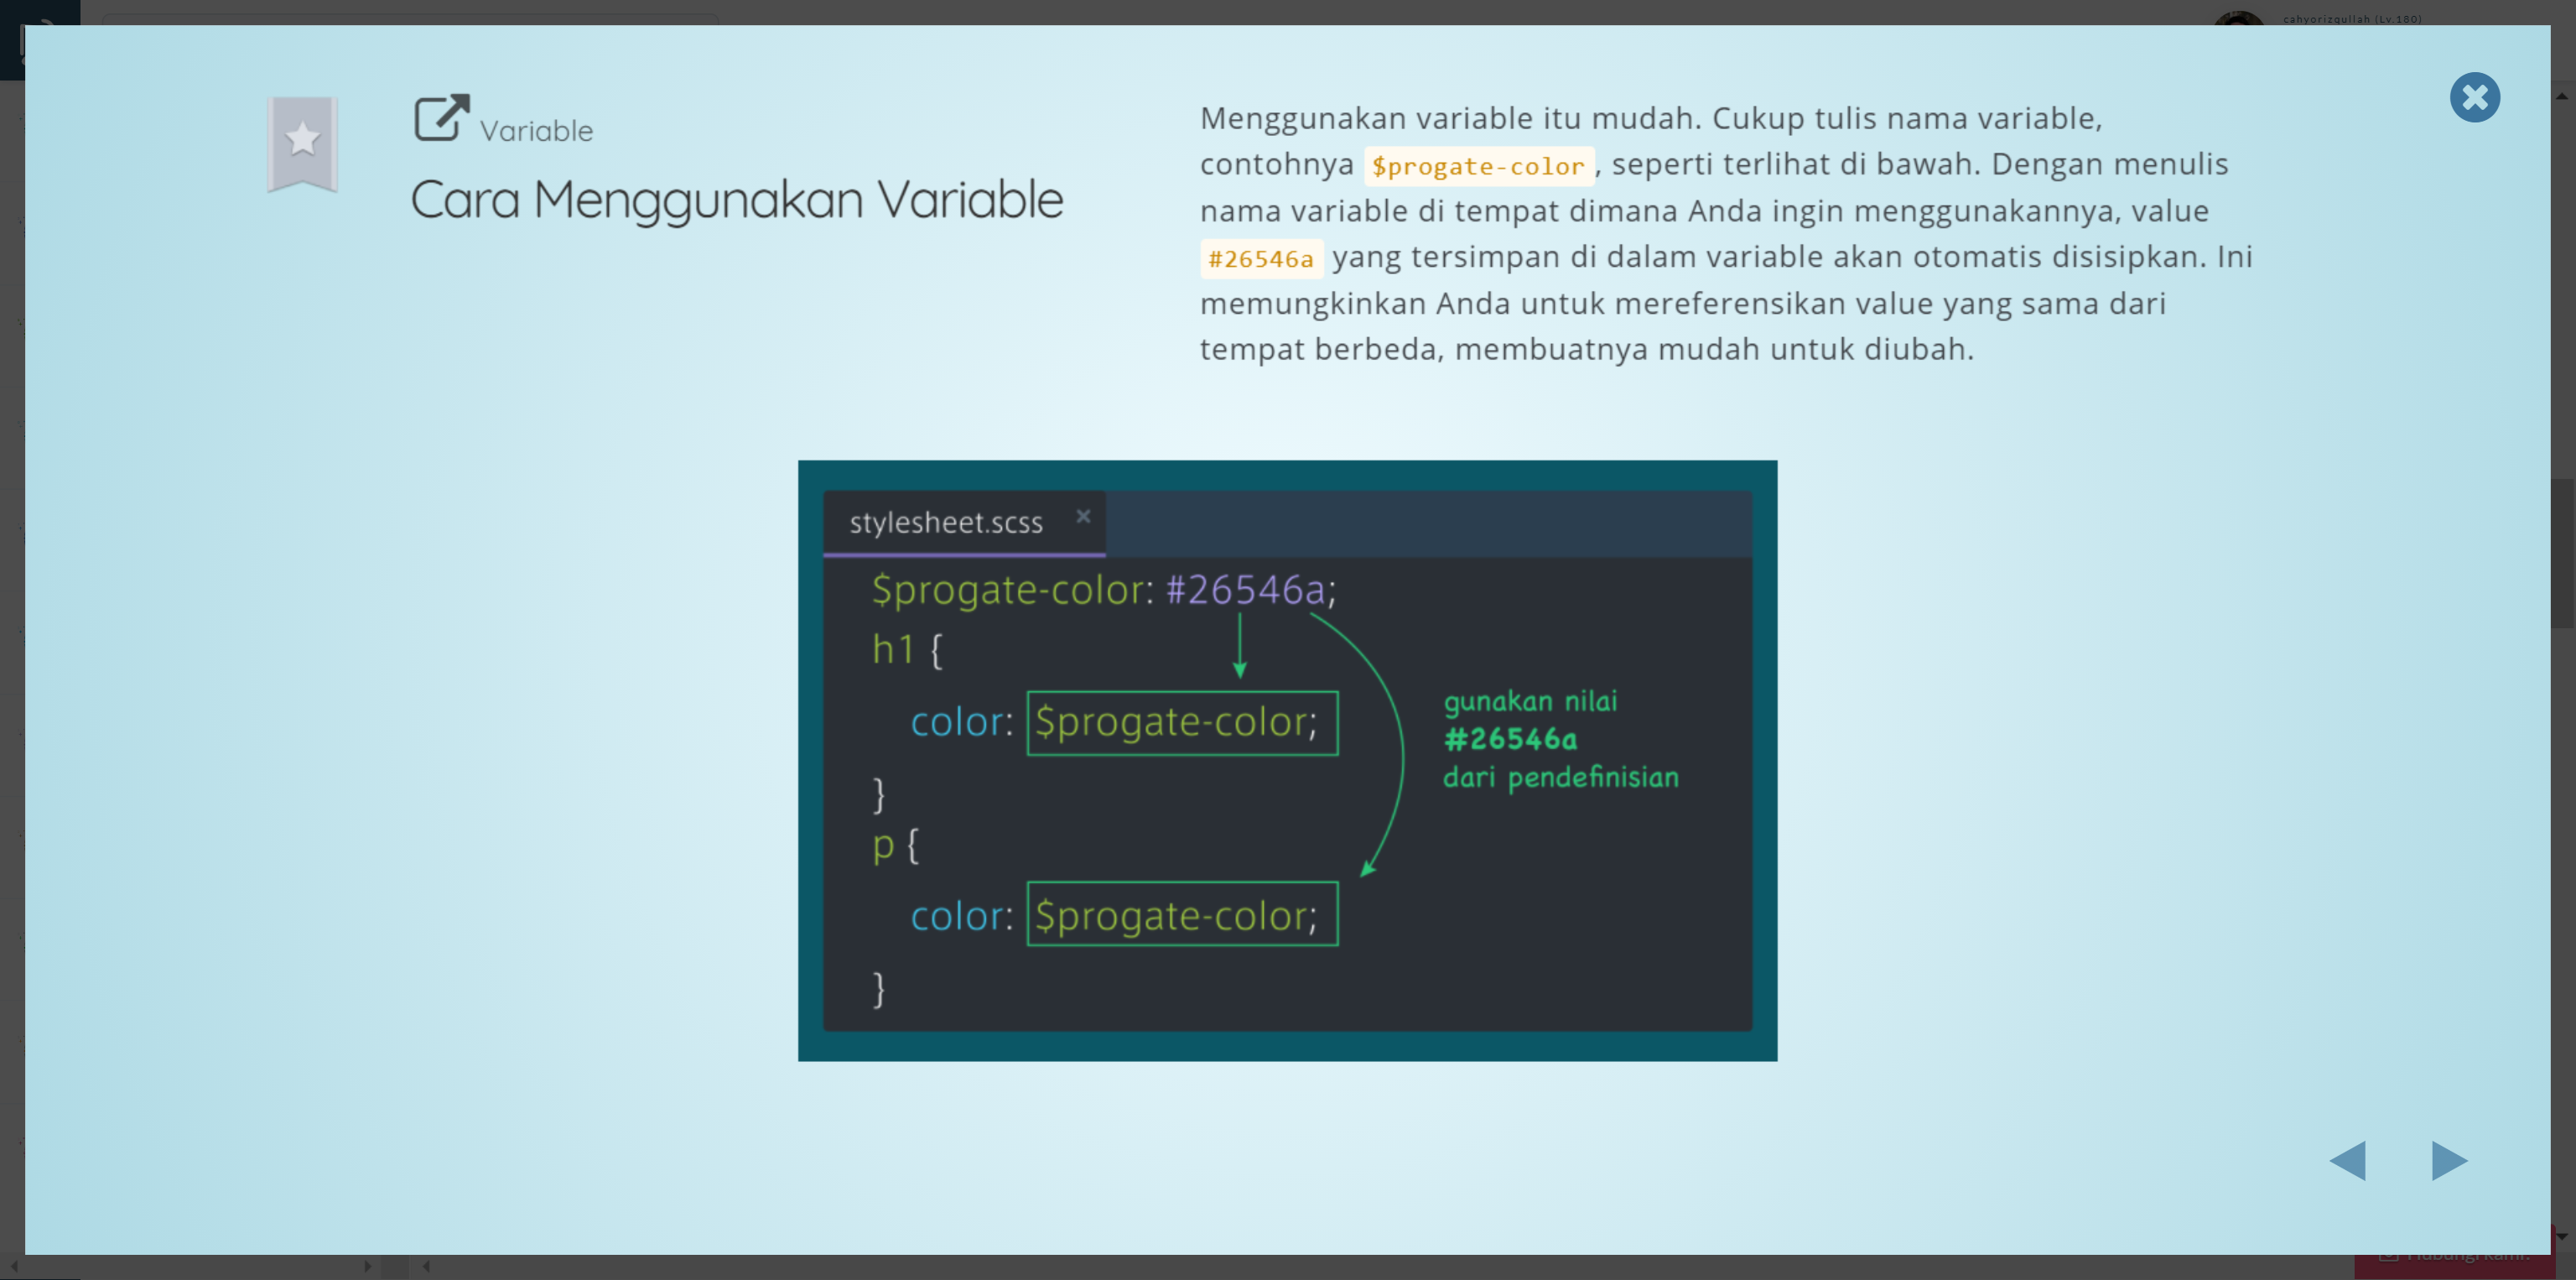 cahyorizqullah (Lv.180)
Variable
Cara Menggunakan Variable
Menggunakan variable itu mudah. Cukup tulis nama variable,
contohnya $progate-color, seperti terlihat di bawah. Dengan menulis
nama variable di tempat dimana Anda ingin menggunakannya, value
#26546a yang tersimpan di dalam variable akan otomatis disisipkan. Ini
memungkinkan Anda untuk mereferensikan value yang sama dari
tempat berbeda, membuatnya mudah untuk diubah.
stylesheet.scss
$progate-color: #26546a;
h1 {
color: $progate-color;
}
p {
color: $progate-color;
}
gunakan nilai
#26546a
dari pendefinisian